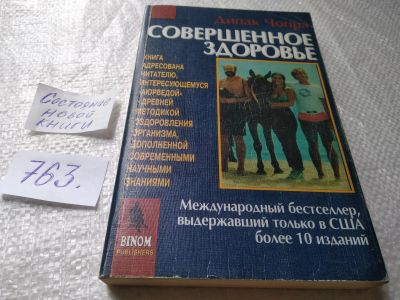 Дипак Чопра
СОВЕРШЕННОЕ
ЗДОРОВЬЕ
КНИГА
АДРЕСОВАНА
ЧИТАТЕЛЮ,
ИНТЕРЕСУЮЩЕМУСЯ
АЮРВЕДОЙ-
ДРЕВНЕЙ
МЕТОДИКОЙ
ОЗДОРОВЛЕНИЯ
ОРГАНИЗМА,
ДОПОЛНЕННОЙ
СОВРЕМЕННЫМИ
НАУЧНЫМИ
ЗНАНИЯМИ
Международный бестселлер,
выдержавший только в США
более 10 изданий
BINOM
PUBLISHERS
Состояние
новой
книги
763.